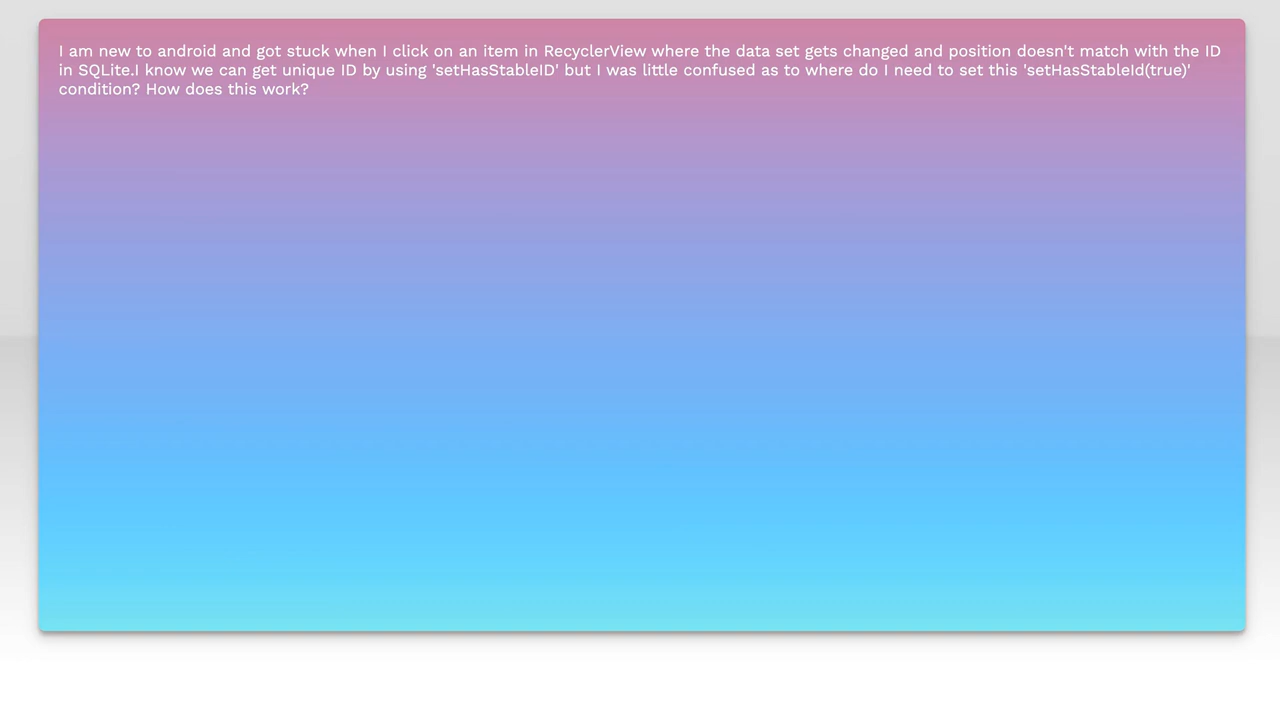 I am new to android and got stuck when I click on an item in RecyclerView where the data set gets changed and position doesn't match with the ID
in SQLite.I know we can get unique ID by using 'setHasStableID' but I was little confused as to where do I need to set this 'setHasStableId(true)'
condition? How does this work?